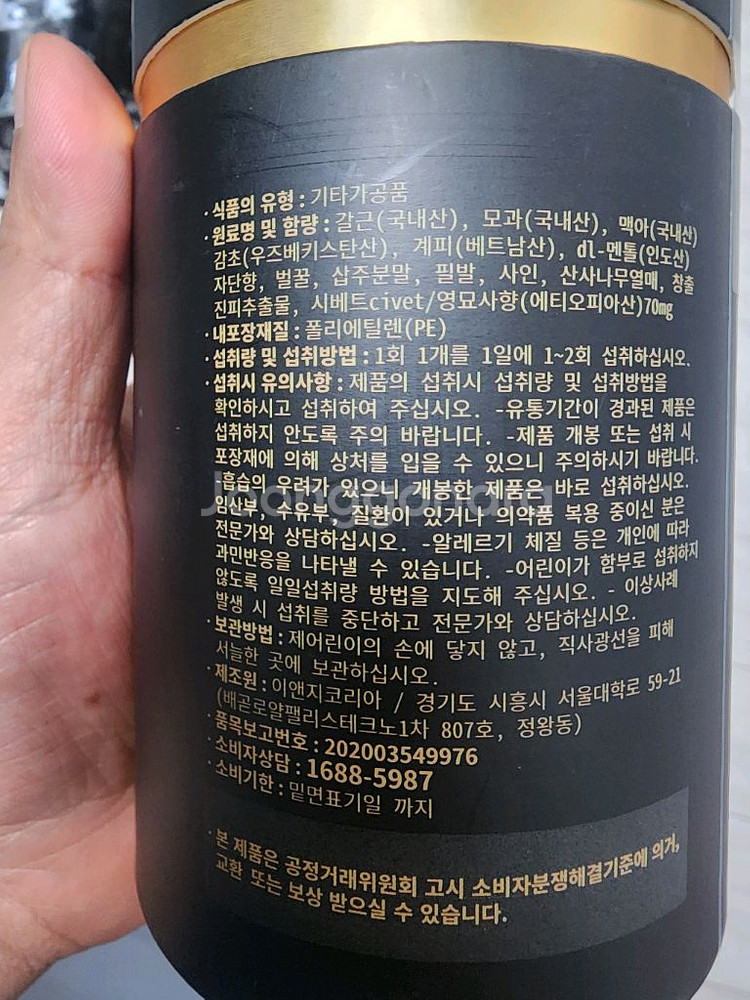 · 식품의 유형 : 기타가공품
· 원료명 및 함량 : 갈근(국내산), 모과(국내산), 맥아(국내산)
감초(우즈베키스탄산), 계피(베트남산), dl-멘톨(인도산)
자단향, 벌꿀, 삽주분말, 필발, 사인, 산사나무열매, 창출
진피추출물, 시베트civet/영묘사향(에티오피아산)70mg
· 내포장재질 : 폴리에틸렌(PE)
· 섭취량 및 섭취방법 : 1회 1개를 1일에 1~2회 섭취하십시오.
· 섭취시 유의사항 : 제품의 섭취시 섭취량 및 섭취방법을
확인하시고 섭취하여 주십시오. -유통기간이 경과된 제품은
섭취하지 안도록 주의 바랍니다. -제품 개봉 또는 섭취 시
포장재에 의해 상처를 입을 수 있으니 주의하시기 바랍니다.
흡습의 우려가 있으니 개봉한 제품은 바로 섭취하십시오.
임산부, 수유부, 질환이 있거나 의약품 복용 중이신 분은
전문가와 상담하십시오. -알레르기 체질 등은 개인에 따라
과민반응을 나타낼 수 있습니다. -어린이가 함부로 섭취하지
않도록 일일섭취량 방법을 지도해 주십시오. - 이상사례
발생 시 섭취를 중단하고 전문가와 상담하십시오.
· 보관방법 : 제어린이의 손에 닿지 않고, 직사광선을 피해
서늘한 곳에 보관하십시오.
· 제조원 : 이앤지코리아 / 경기도 시흥시 서울대학로 59-21
(배곧로얄팰리스테크노1차 807호, 정왕동)
· 품목보고번호 : 202003549976
· 소비자상담 : 1688-5987
· 소비기한 : 밑면표기일 까지
· 본 제품은 공정거래위원회 고시 소비자분쟁해결기준에 의거,
교환 또는 보상 받으실 수 있습니다.
Joonggonara